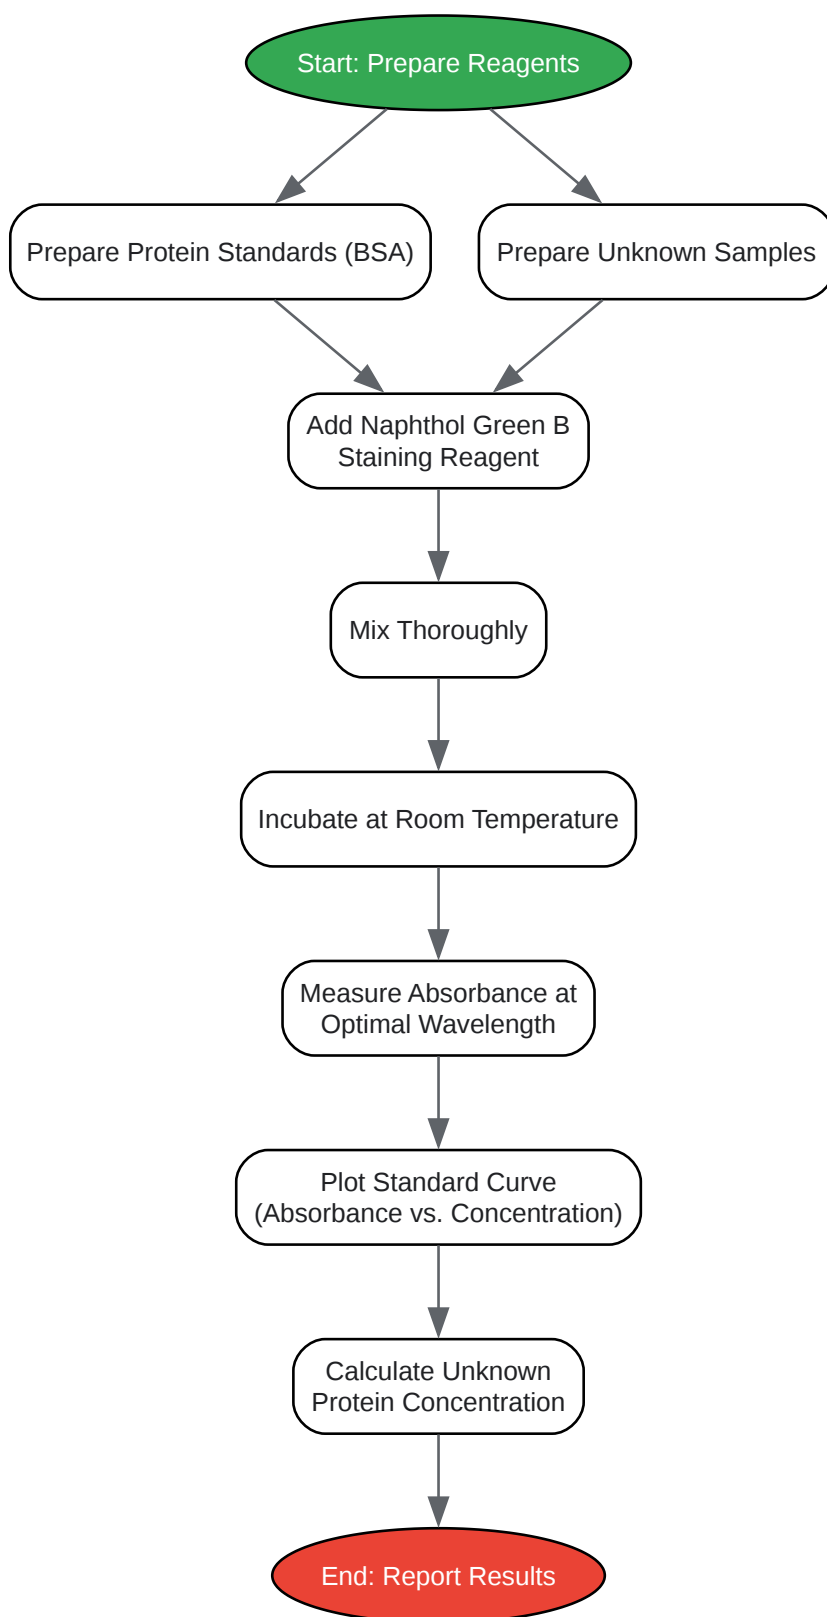 Start: Prepare Reagents
Prepare Protein Standards (BSA)
Prepare Unknown Samples
Add Naphthol Green B
Staining Reagent
Mix Thoroughly
Incubate at Room Temperature
Measure Absorbance at
Optimal Wavelength
Plot Standard Curve
(Absorbance vs. Concentration)
Calculate Unknown
Protein Concentration
End: Report Results